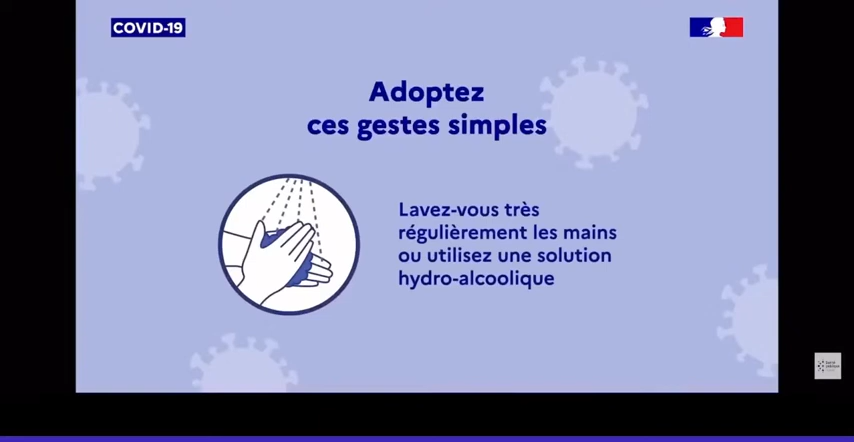 COVID-19
Adoptez
ces gestes simples
Lavez-vous très
régulièrement les mains
ou utilisez une solution
hydro-alcoolique